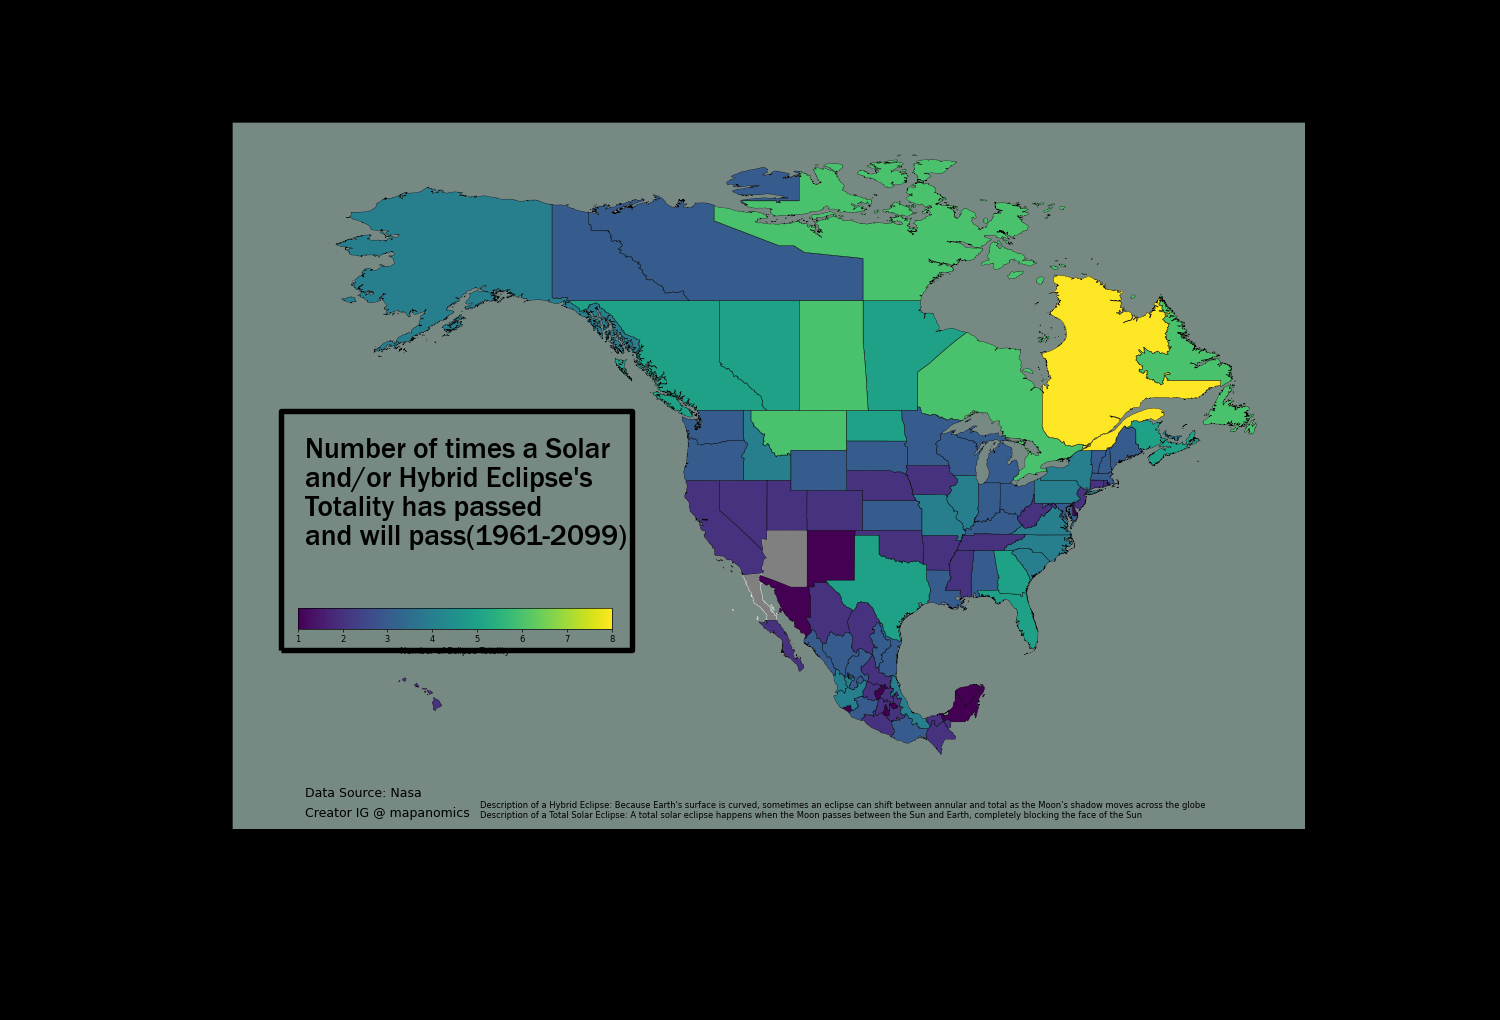 Number of times a Solar
and/or Hybrid Eclipse's
Totality has passed
and will pass(1961-2099)
1 2 3 4 5 6 7 8
Number of Eclipse Totality
Data Source: Nasa
Creator IG @ mapanomics
Description of a Hybrid Eclipse: Because Earth's surface is curved, sometimes an eclipse can shift between annular and total as the Moon's shadow moves across the globe
Description of a Total Solar Eclipse: A total solar eclipse happens when the Moon passes between the Sun and Earth, completely blocking the face of the Sun